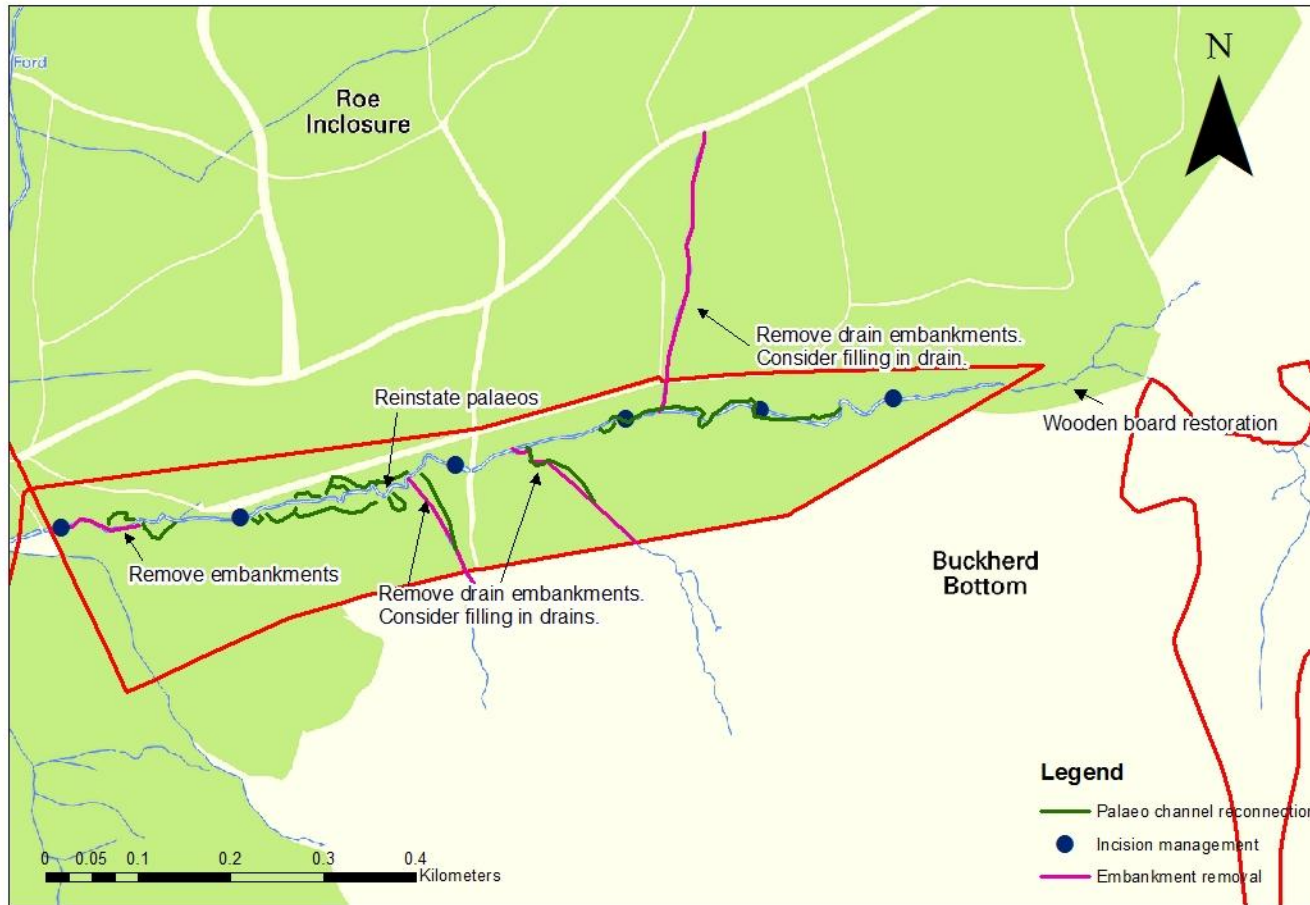 Ford
Roe
Inclosure
N
Remove drain embankments.
Consider filling in drain.
Reinstate palaeos
Wooden board restoration
Remove embankments
Remove drain embankments.
Consider filling in drains.
Buckherd
Bottom
Legend
Palaeo channel reconnection
Incision management
Embankment removal
0 0.05 0.1 0.2 0.3 0.4
Kilometers